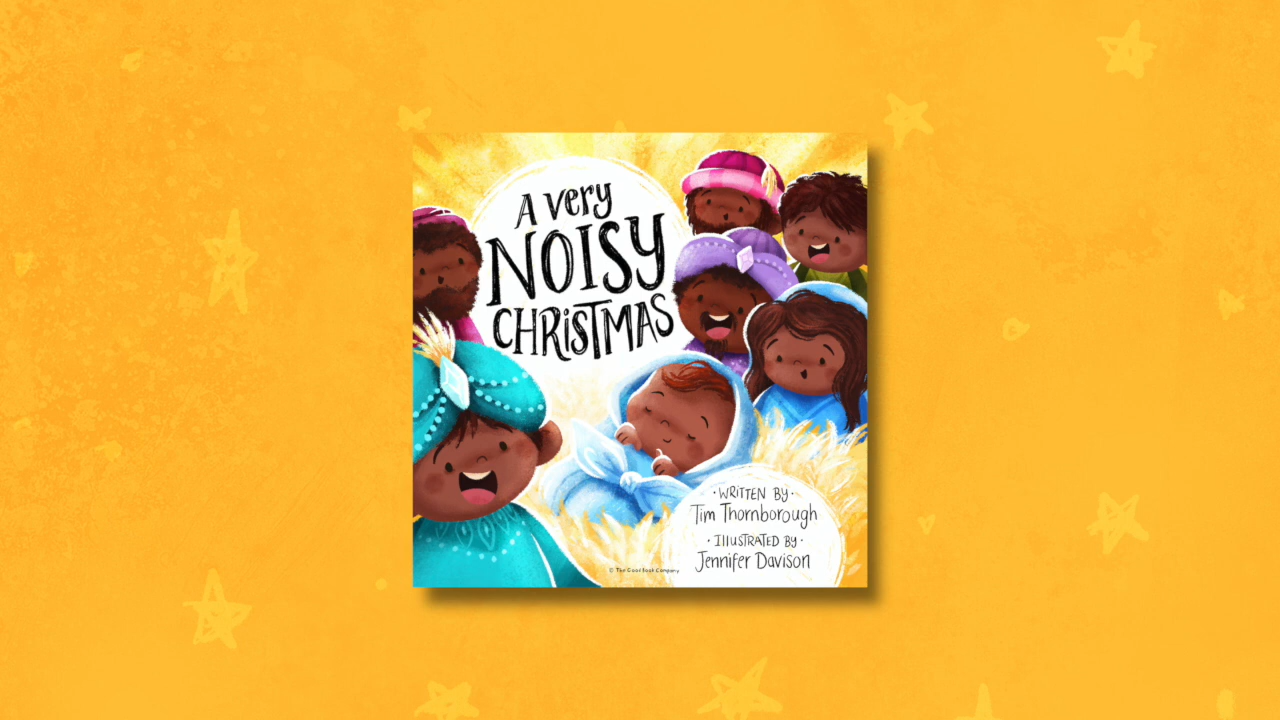 A very
NOISY
CHRISTMAS
· WRITTEN BY ·
Tim Thornborough
· ILLUSTRATED BY ·
Jennifer Davison
© The Good Book Company